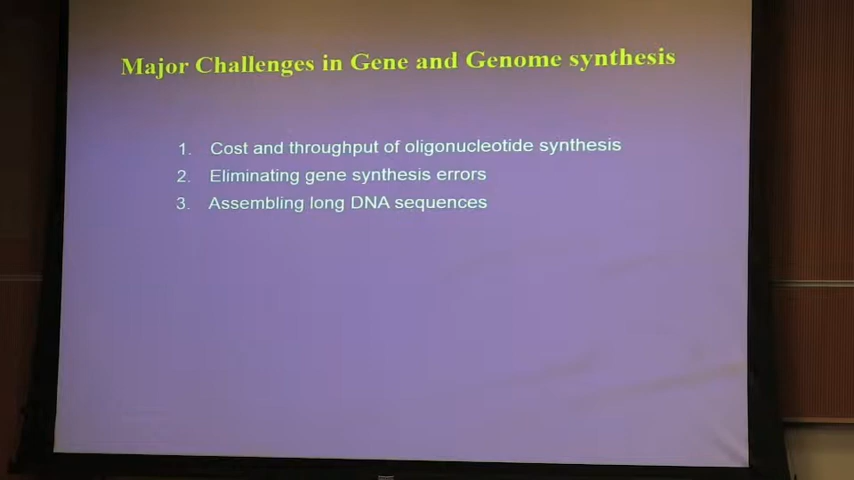 Major Challenges in Gene and Genome synthesis
1. Cost and throughput of oligonucleotide synthesis
2. Eliminating gene synthesis errors
3. Assembling long DNA sequences